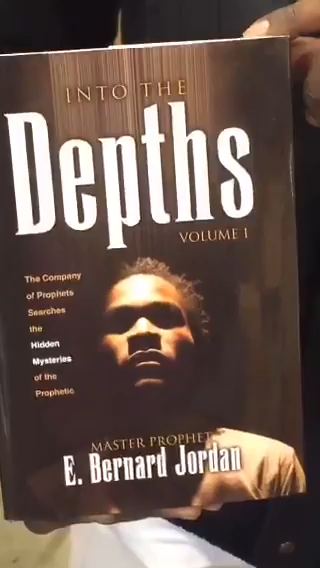 INTO THE
Depths
VOLUME I
The Company
of Prophets
Searches
the
Hidden
Mysteries
of the
Prophetic
MASTER PROPHET
E. Bernard Jordan